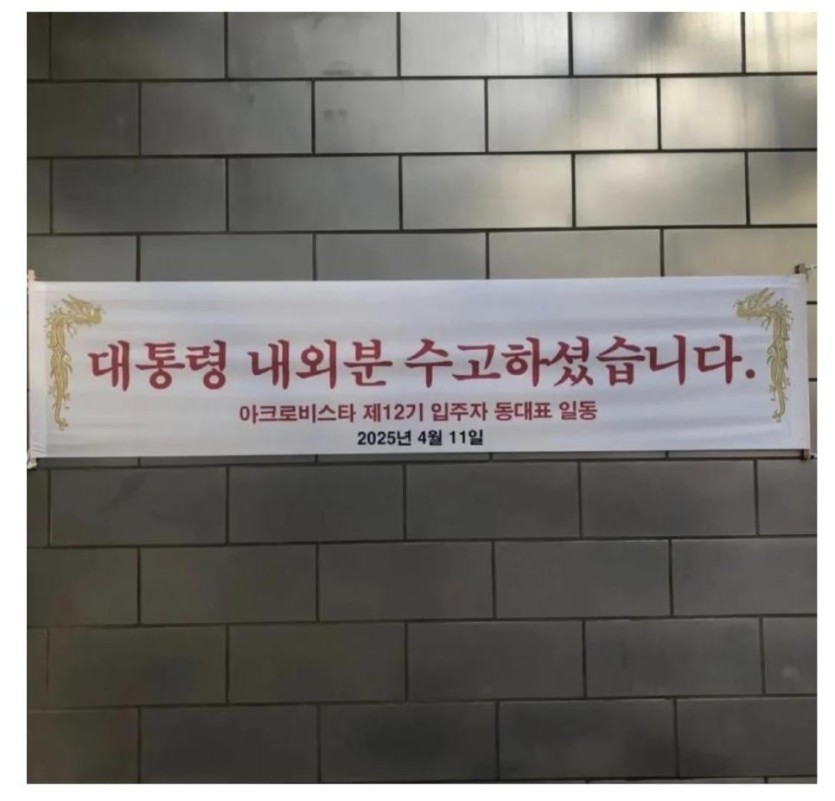 대통령 내외분 수고하셨습니다.
아크로비스타 제12기 입주자 동대표 일동
2025년 4월 11일